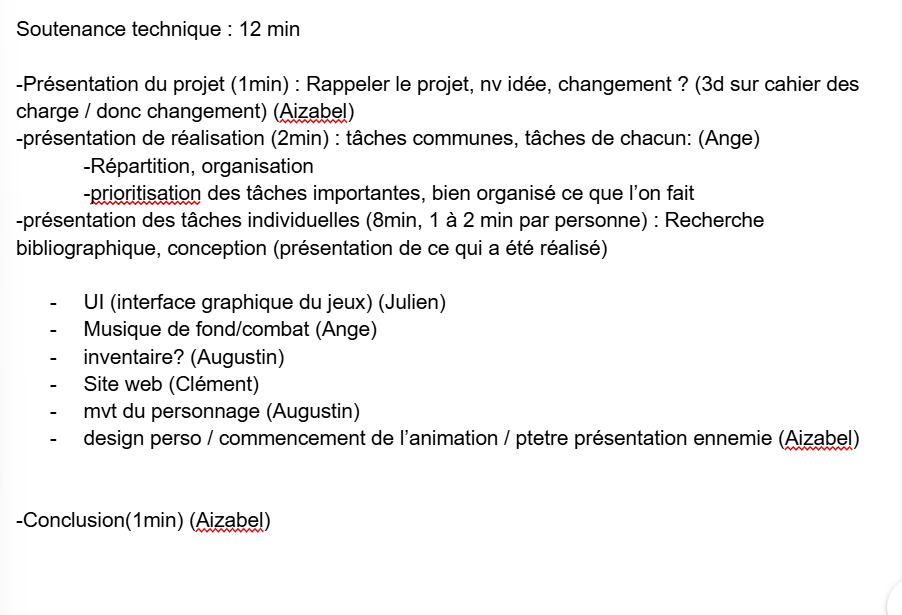 Soutenance technique : 12 min
-Présentation du projet (1min) : Rappeler le projet, nv idée, changement ? (3d sur cahier des
charge / donc changement) (Aizabel)
-présentation de réalisation (2min) : tâches communes, tâches de chacun: (Ange)
-Répartition, organisation
-prioritisation des tâches importantes, bien organisé ce que l’on fait
-présentation des tâches individuelles (8min, 1 à 2 min par personne) : Recherche
bibliographique, conception (présentation de ce qui a été réalisé)
- UI (interface graphique du jeux) (Julien)
- Musique de fond/combat (Ange)
- inventaire? (Augustin)
- Site web (Clément)
- mvt du personnage (Augustin)
- design perso / commencement de l’animation / ptetre présentation ennemie (Aizabel)
-Conclusion(1min) (Aizabel)